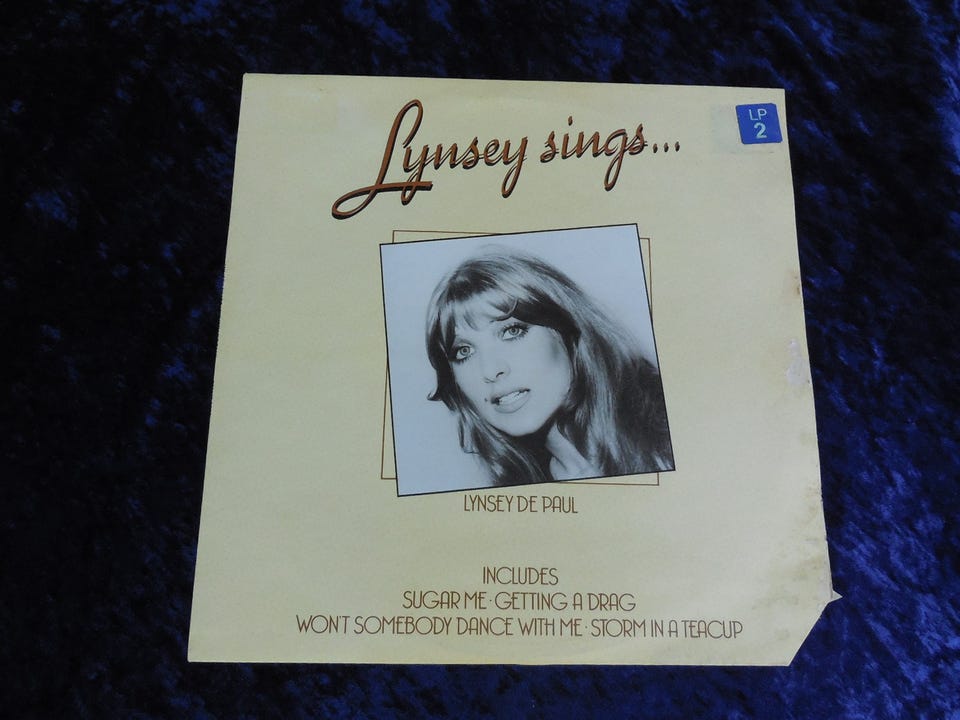 Lynsey sings...
LP
2
LYNSEY DE PAUL
INCLUDES
SUGAR ME · GETTING A DRAG
WON'T SOMEBODY DANCE WITH ME · STORM IN A TEACUP